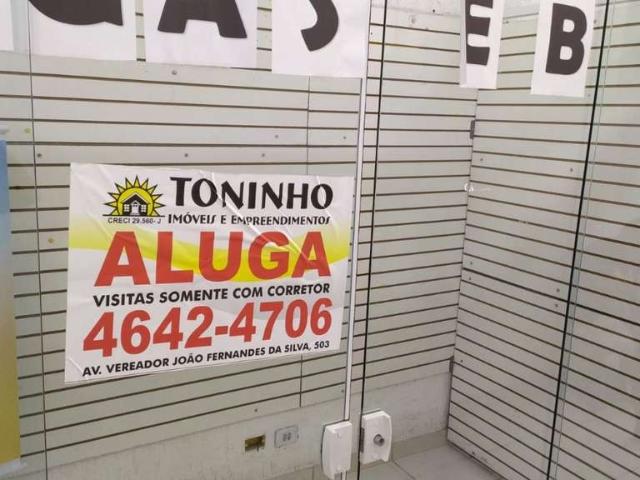 GAS E B
TONINHO
IMÓVEIS E EMPREENDIMENTOS
CRECI 29.560-J
ALUGA
VISITAS SOMENTE COM CORRETOR
4642-4706
AV. VEREADOR JOÃO FERNANDES DA SILVA, 503